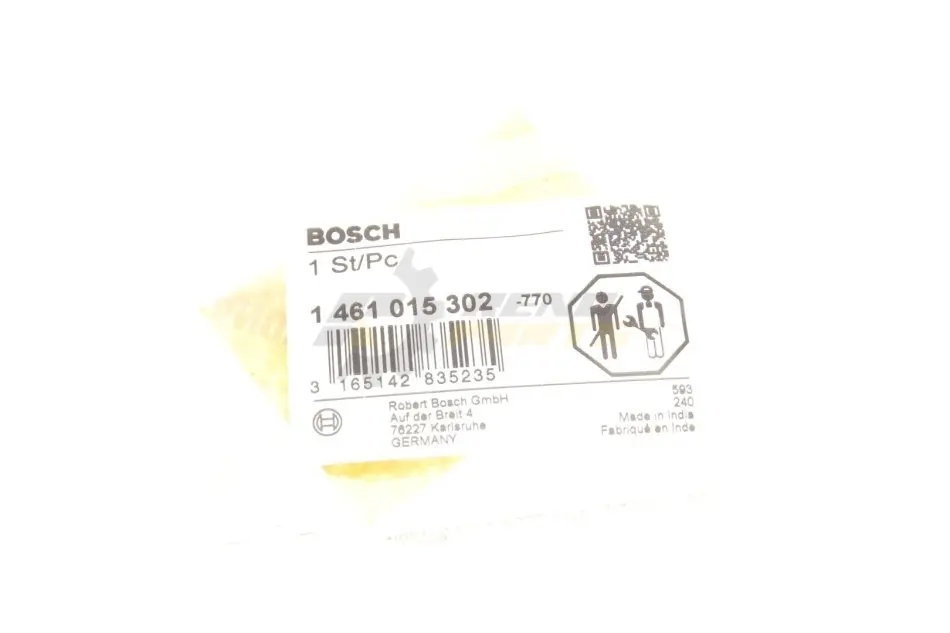 BOSCH
1 St/Pc
1 461 015 302 -770
3 165142 835235
Robert Bosch GmbH
Auf der Breit 4
76227 Karlsruhe
GERMANY
593
240
Made in India
Fabriqué en Inde